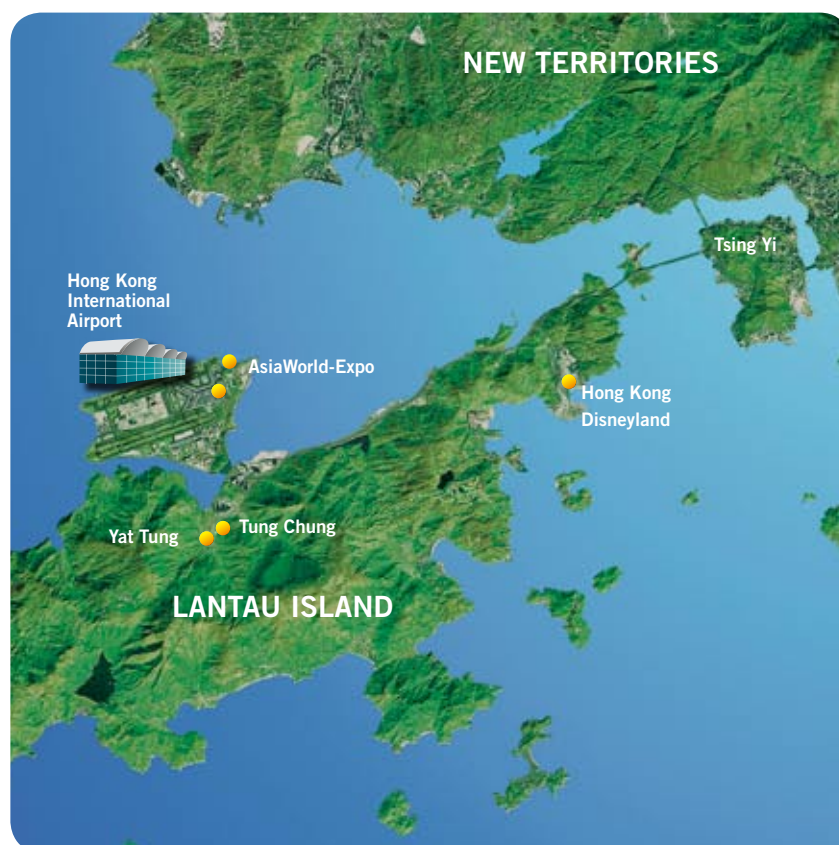 NEW TERRITORIES
Tsing Yi
Hong Kong
International
Airport
AsiaWorld-Expo
Hong Kong
Disneyland
Yat Tung
Tung Chung
LANTAU ISLAND